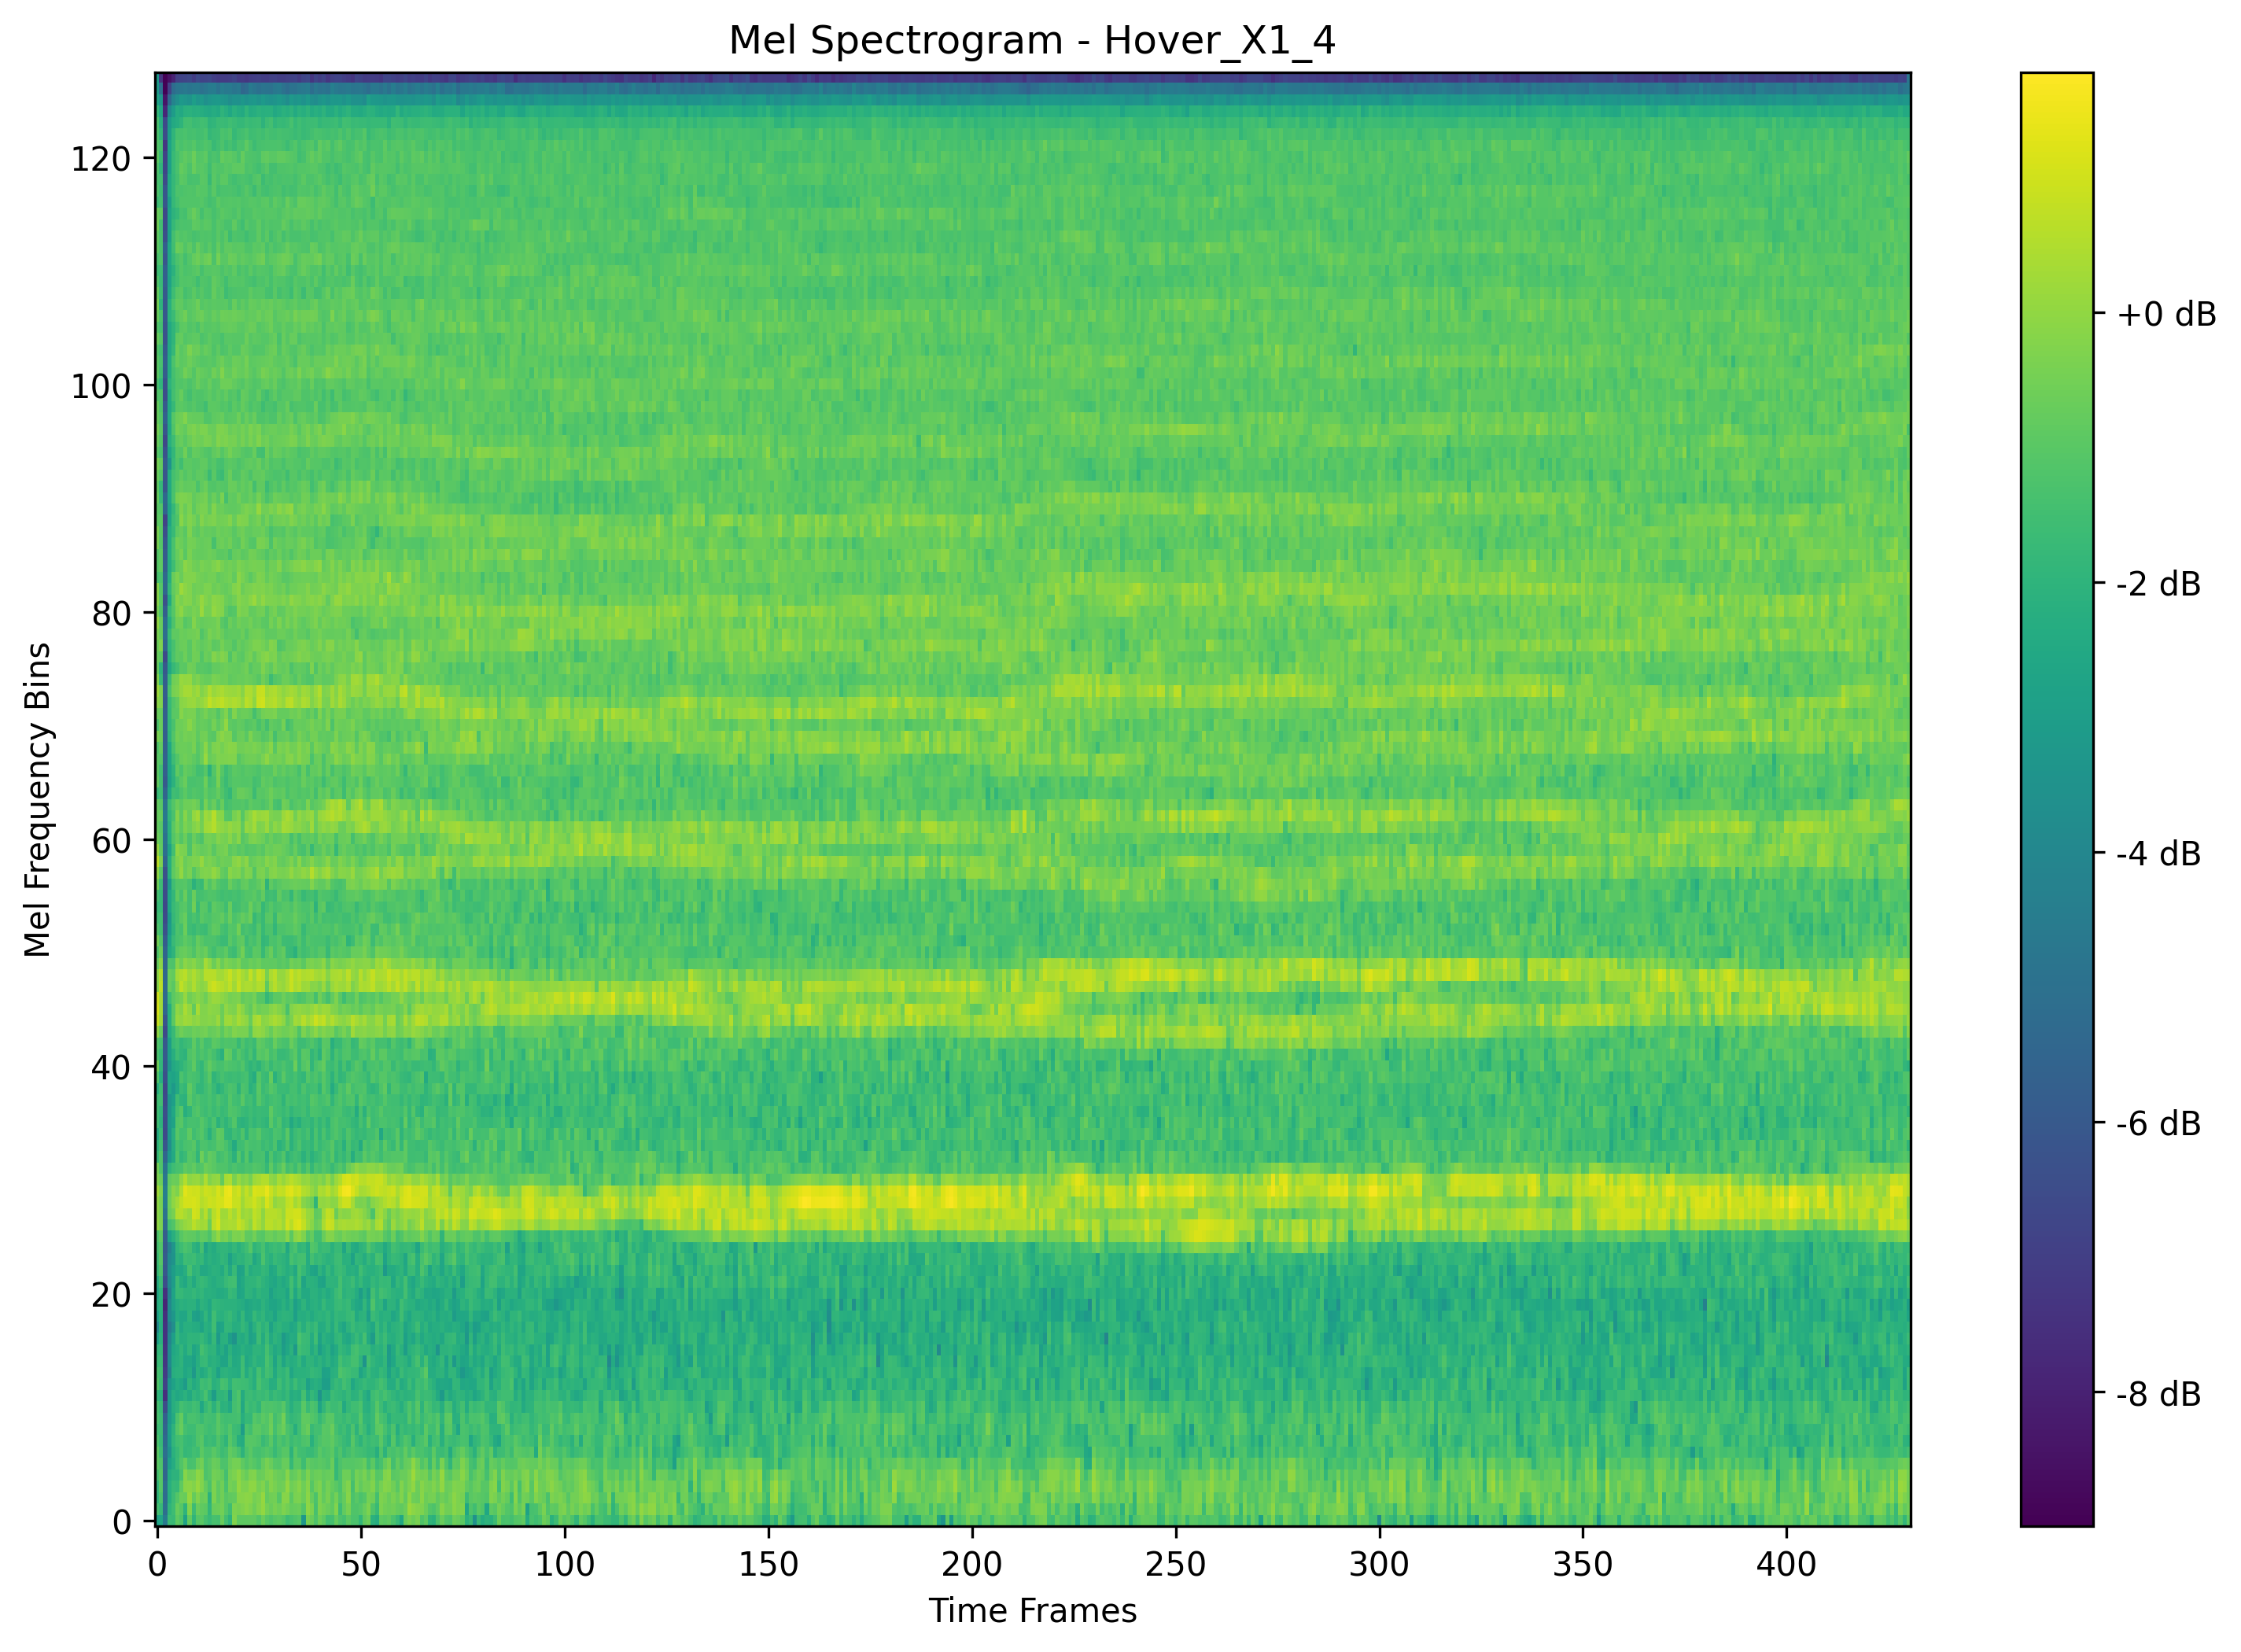 Mel Spectrogram - Hover_X1_4
Mel Frequency Bins
120
100
80
60
40
20
0
0 50 100 150 200 250 300 350 400
Time Frames
+0 dB
-2 dB
-4 dB
-6 dB
-8 dB